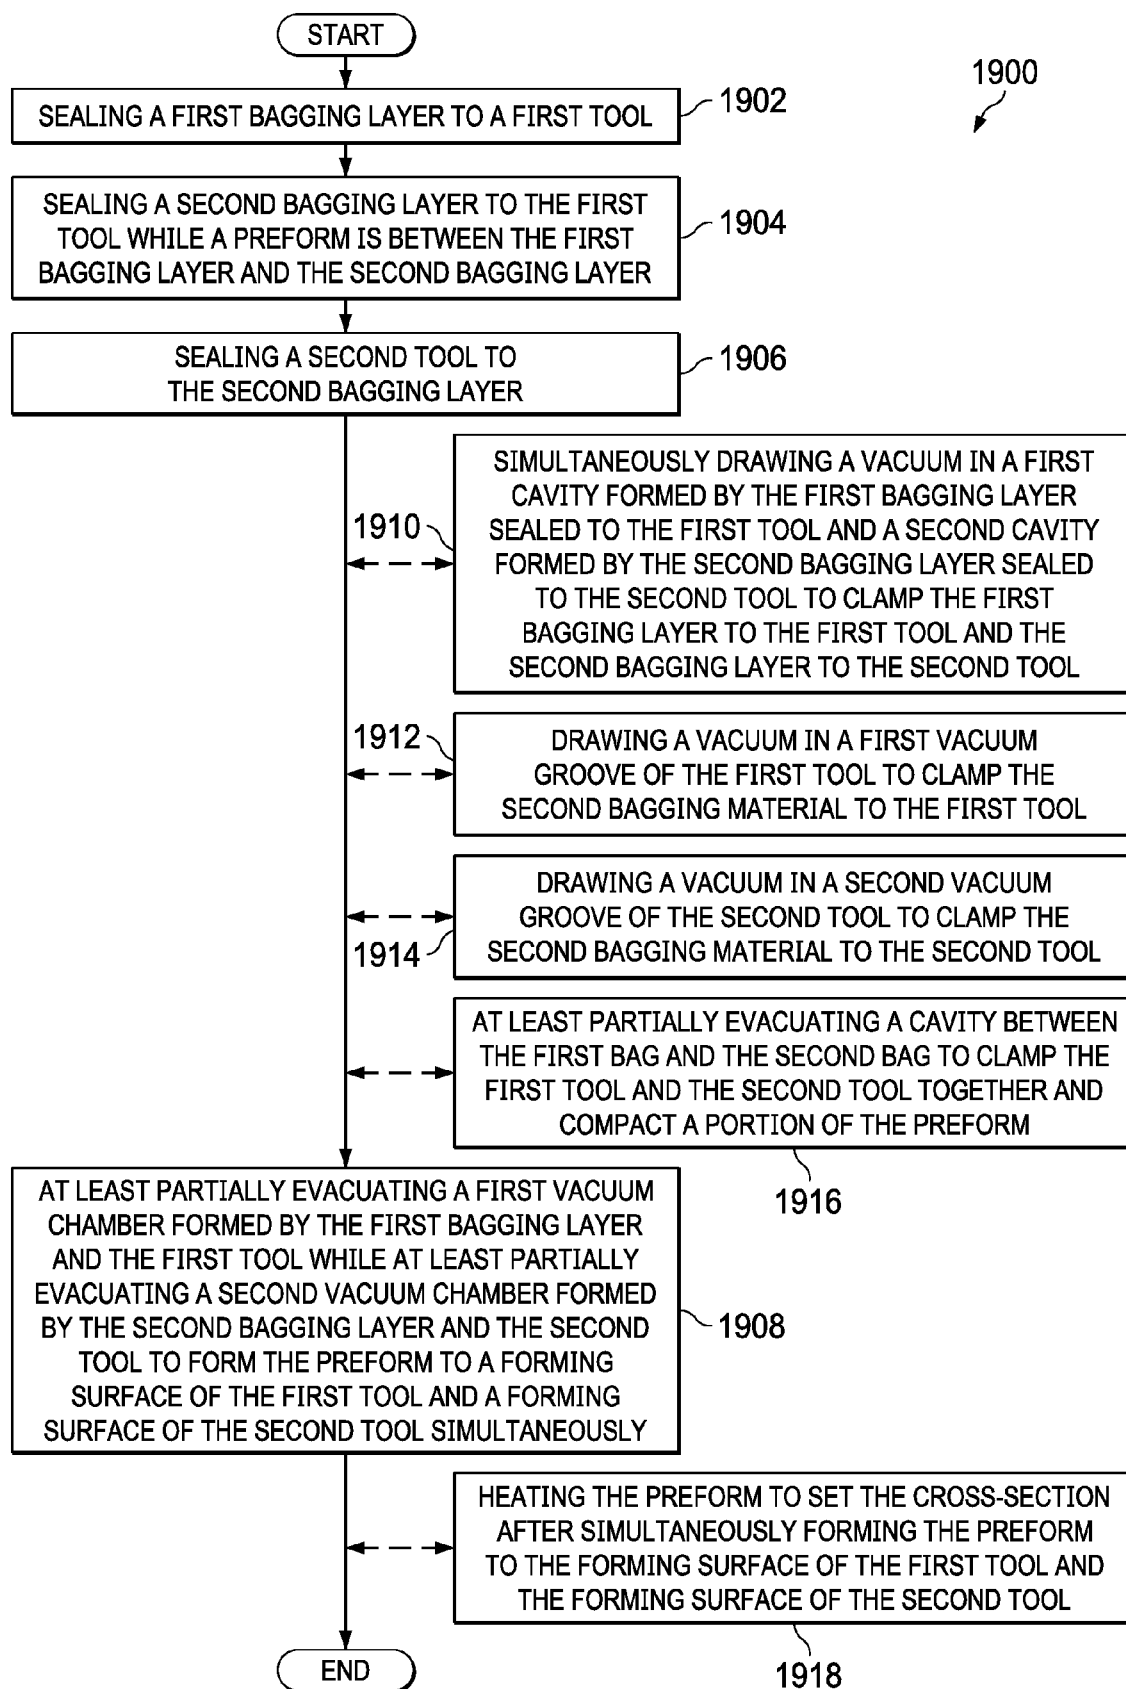 START
1900
SEALING A FIRST BAGGING LAYER TO A FIRST TOOL
1902
SEALING A SECOND BAGGING LAYER TO THE FIRST
TOOL WHILE A PREFORM IS BETWEEN THE FIRST
BAGGING LAYER AND THE SECOND BAGGING LAYER
1904
SEALING A SECOND TOOL TO
THE SECOND BAGGING LAYER
1906
SIMULTANEOUSLY DRAWING A VACUUM IN A FIRST
CAVITY FORMED BY THE FIRST BAGGING LAYER
SEALED TO THE FIRST TOOL AND A SECOND CAVITY
FORMED BY THE SECOND BAGGING LAYER SEALED
TO THE SECOND TOOL TO CLAMP THE FIRST
BAGGING LAYER TO THE FIRST TOOL AND THE
SECOND BAGGING LAYER TO THE SECOND TOOL
1910
1912
DRAWING A VACUUM IN A FIRST VACUUM
GROOVE OF THE FIRST TOOL TO CLAMP THE
SECOND BAGGING MATERIAL TO THE FIRST TOOL
DRAWING A VACUUM IN A SECOND VACUUM
GROOVE OF THE SECOND TOOL TO CLAMP THE
SECOND BAGGING MATERIAL TO THE SECOND TOOL
1914
AT LEAST PARTIALLY EVACUATING A CAVITY BETWEEN
THE FIRST BAG AND THE SECOND BAG TO CLAMP THE
FIRST TOOL AND THE SECOND TOOL TOGETHER AND
COMPACT A PORTION OF THE PREFORM
1916
AT LEAST PARTIALLY EVACUATING A FIRST VACUUM
CHAMBER FORMED BY THE FIRST BAGGING LAYER
AND THE FIRST TOOL WHILE AT LEAST PARTIALLY
EVACUATING A SECOND VACUUM CHAMBER FORMED
BY THE SECOND BAGGING LAYER AND THE SECOND
TOOL TO FORM THE PREFORM TO A FORMING
SURFACE OF THE FIRST TOOL AND A FORMING
SURFACE OF THE SECOND TOOL SIMULTANEOUSLY
1908
HEATING THE PREFORM TO SET THE CROSS-SECTION
AFTER SIMULTANEOUSLY FORMING THE PREFORM
TO THE FORMING SURFACE OF THE FIRST TOOL AND
THE FORMING SURFACE OF THE SECOND TOOL
1918
END